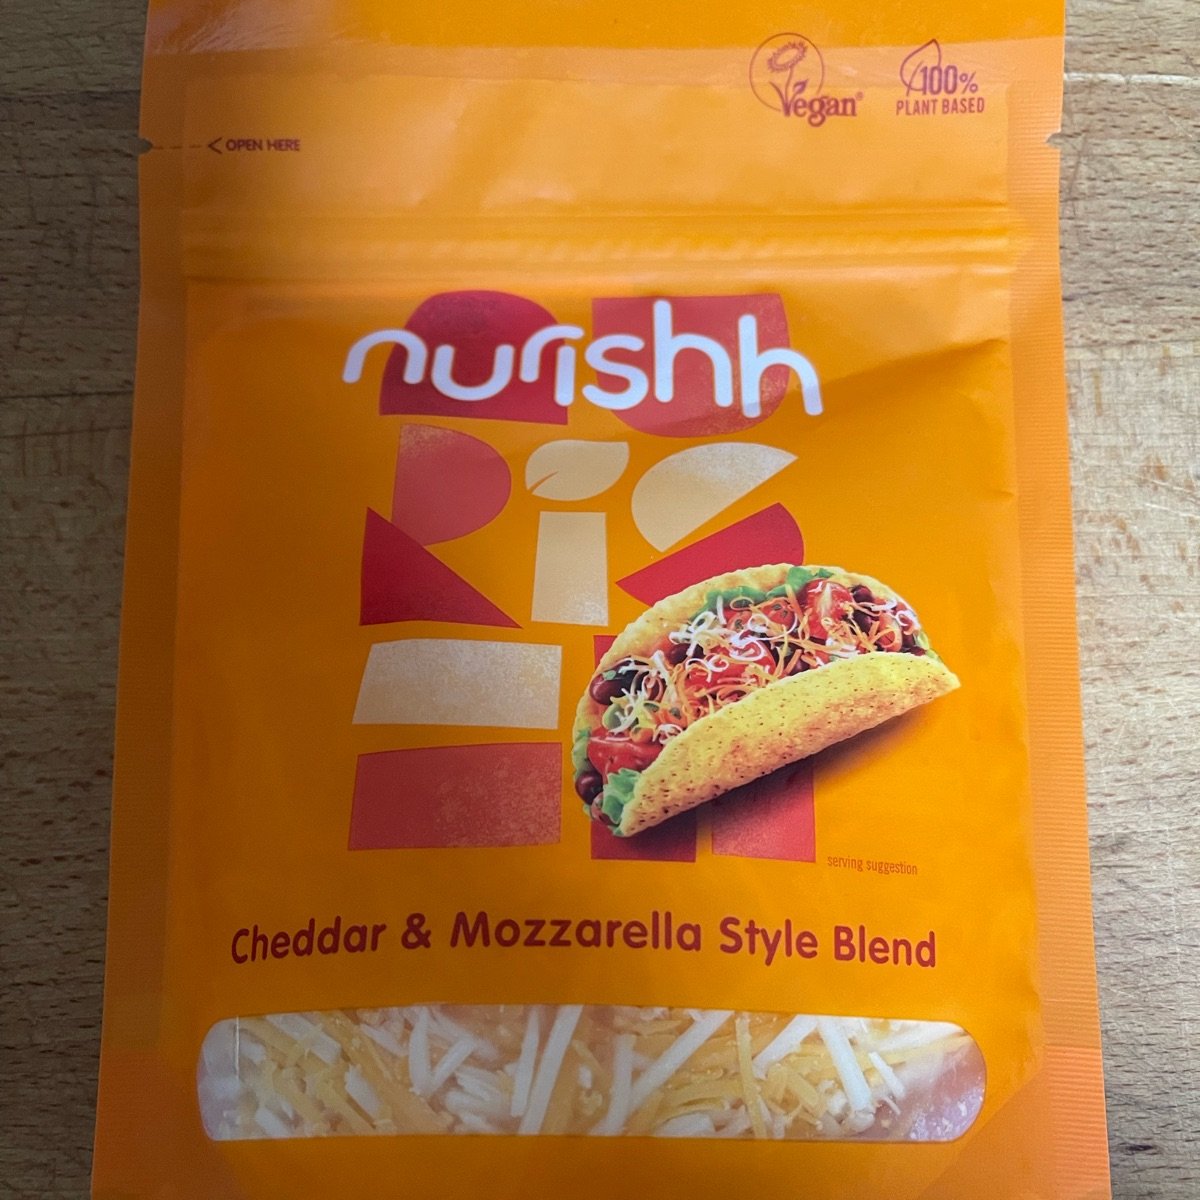 Vegan®
100%
PLANT BASED
< OPEN HERE
nurishh
serving suggestion
Cheddar & Mozzarella Style Blend